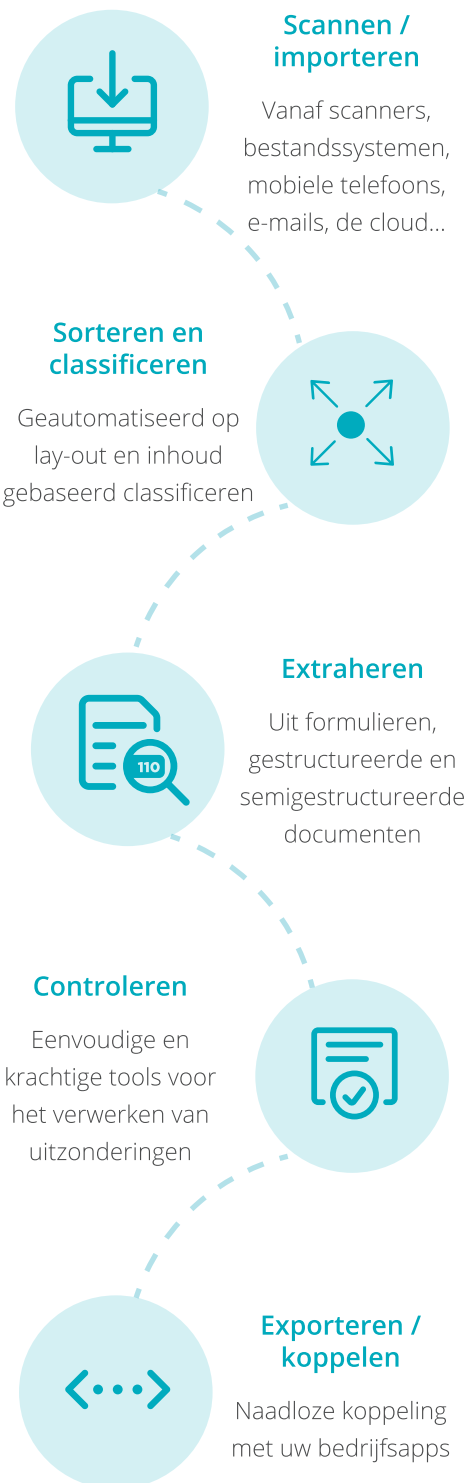 Scannen /
importeren
Vanaf scanners,
bestandssystemen,
mobiele telefoons,
e-mails, de cloud...
Sorteren en
classificeren
Geautomatiseerd op
lay-out en inhoud
gebaseerd classificeren
Extraheren
Uit formulieren,
gestructureerde en
semigestructureerde
documenten
110
Controleren
Eenvoudige en
krachtige tools voor
het verwerken van
uitzonderingen
Exporteren /
koppelen
Naadloze koppeling
met uw bedrijfsapps